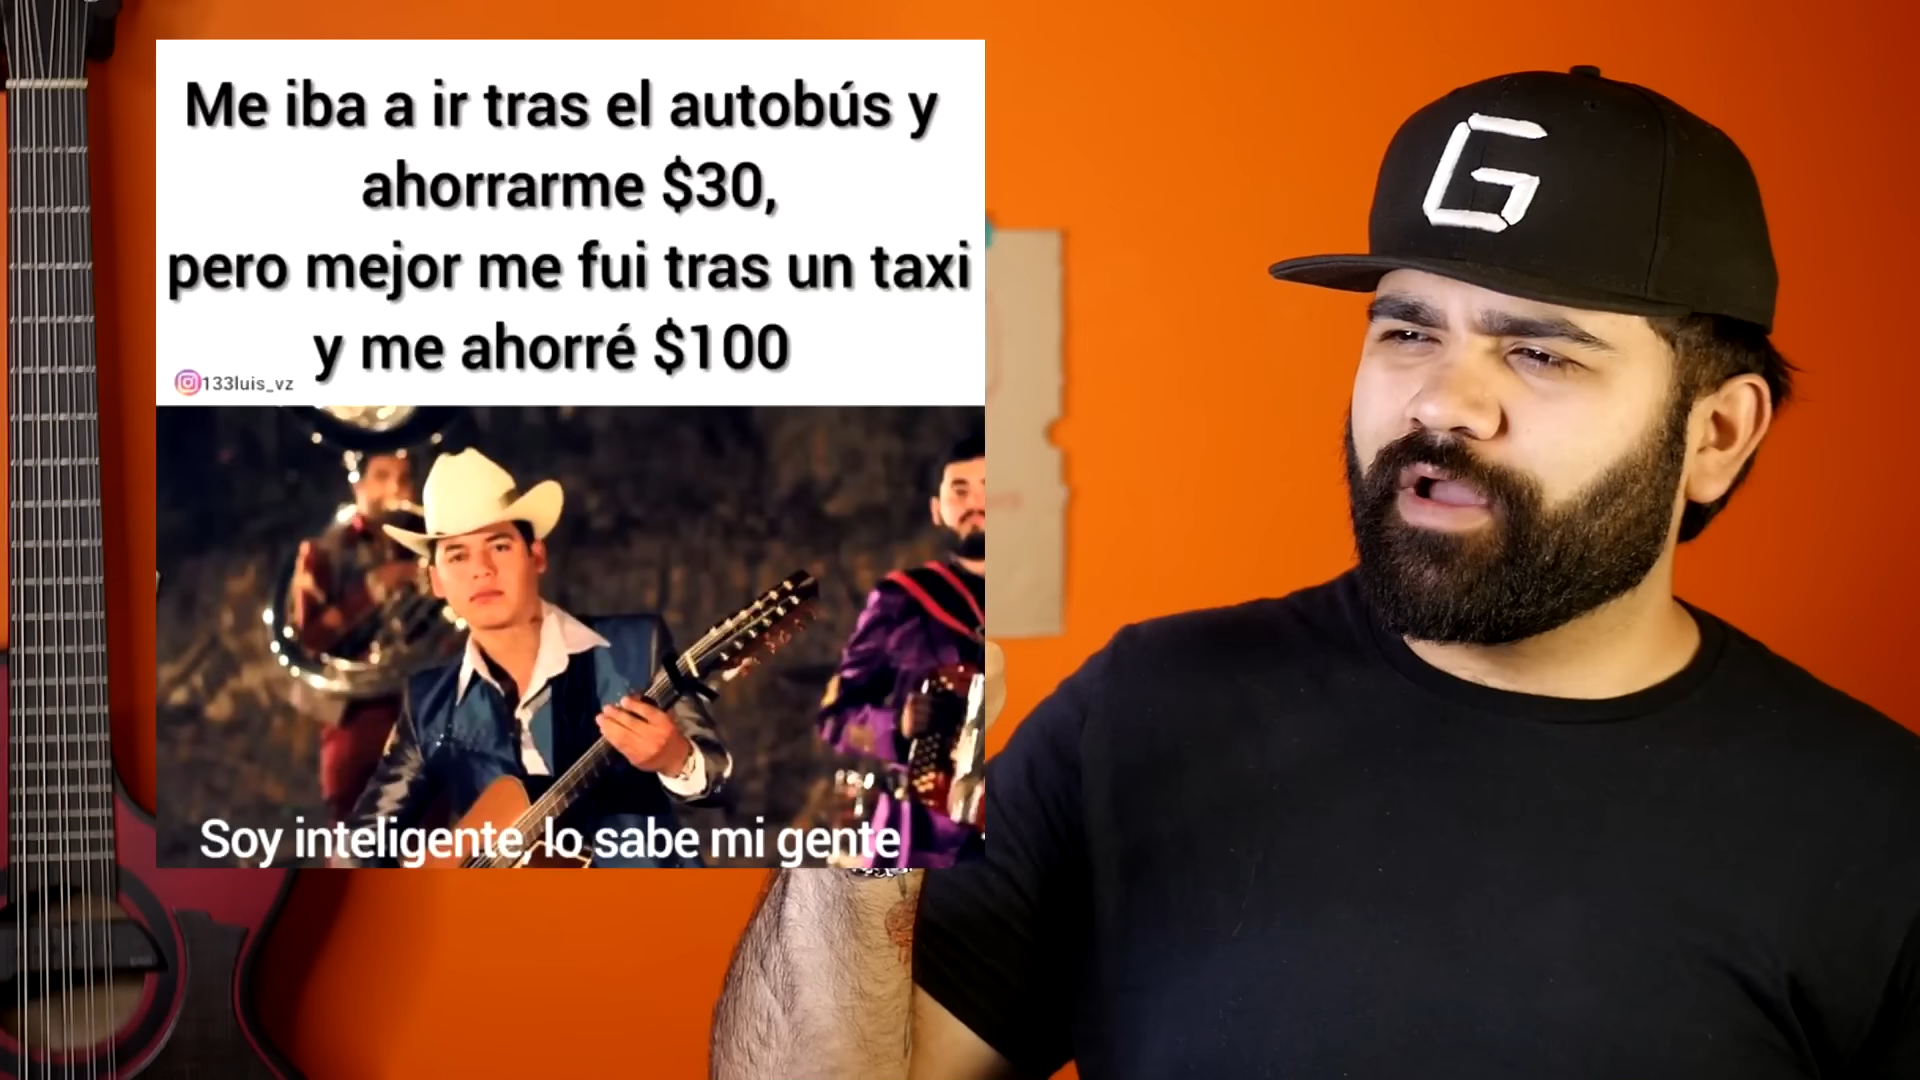 Me iba a ir tras el autobús y
ahorrarme $30,
pero mejor me fui tras un taxi
y me ahorré $100
133luis_vz
Soy inteligente, lo sabe mi gente
G